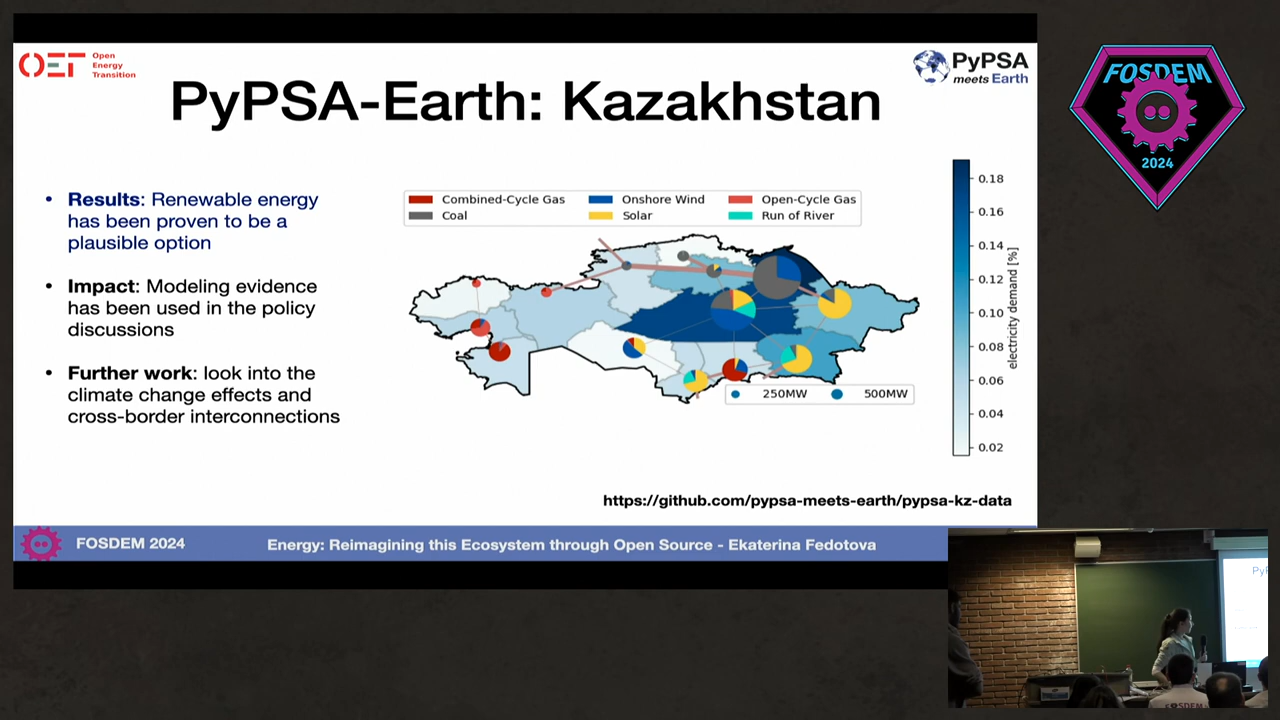 OET
Open
Energy
Transition
PyPSA
meets Earth
PyPSA-Earth: Kazakhstan
• Results: Renewable energy
has been proven to be a
plausible option
• Impact: Modeling evidence
has been used in the policy
discussions
• Further work: look into the
climate change effects and
cross-border interconnections
Combined-Cycle Gas
Onshore Wind
Open-Cycle Gas
Coal
Solar
Run of River
250MW
500MW
0.18
0.16
0.14
0.12
0.10
0.08
0.06
0.04
0.02
electricity demand [%]
https://github.com/pypsa-meets-earth/pypsa-kz-data
FOSDEM 2024
Energy: Reimagining this Ecosystem through Open Source - Ekaterina Fedotova
FOSDEM
2024
PyP
FOSDEM